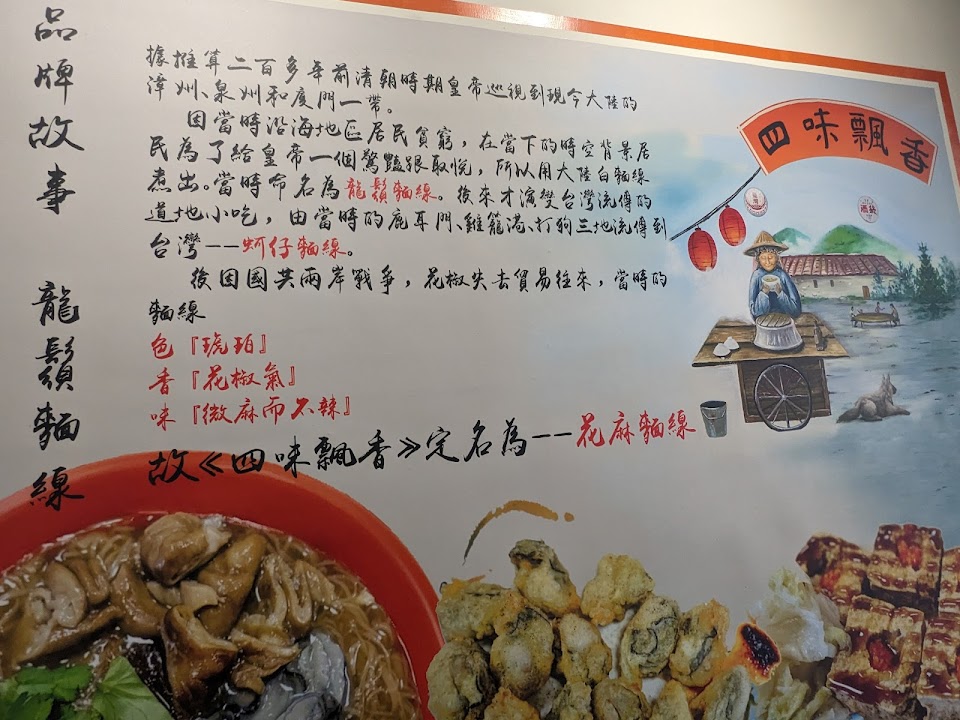 品牌故事 龍鬚麵線
據推算二百多年前清朝時期皇帝巡視到現今大陸的
漳州、泉州和廈門一帶。
因當時沿海地區居民貧窮，在當下的時空背景居
民為了給皇帝一個驚豔跟取悅，所以用大陸白麵線
煮出。當時命名為龍鬚麵線。後來才演變台灣流傳的
道地小吃，由當時的鹿耳門、雞籠港、打狗三地流傳到
台灣——蚵仔麵線。
後因國共兩岸戰爭，花椒失去貿易往來，當時的
麵線
色『琥珀』
香『花椒氣』
味『微麻而不辣』
故《四味飄香》定名為——花麻麵線
四味飄香